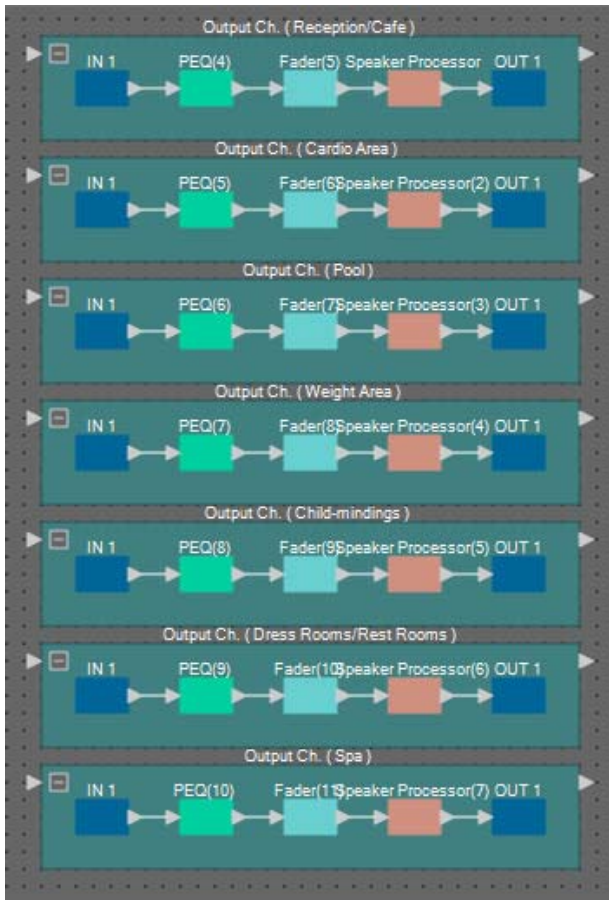 Output Ch. ( Reception/Cafe )
IN 1 PEQ(4) Fader(5) Speaker Processor OUT 1
Output Ch. ( Cardio Area )
IN 1 PEQ(5) Fader(6) Speaker Processor(2) OUT 1
Output Ch. ( Pool )
IN 1 PEQ(6) Fader(7) Speaker Processor(3) OUT 1
Output Ch. ( Weight Area )
IN 1 PEQ(7) Fader(8) Speaker Processor(4) OUT 1
Output Ch. ( Child-mindings )
IN 1 PEQ(8) Fader(9) Speaker Processor(5) OUT 1
Output Ch. ( Dress Rooms/Rest Rooms )
IN 1 PEQ(9) Fader(10) Speaker Processor(6) OUT 1
Output Ch. ( Spa )
IN 1 PEQ(10) Fader(11) Speaker Processor(7) OUT 1